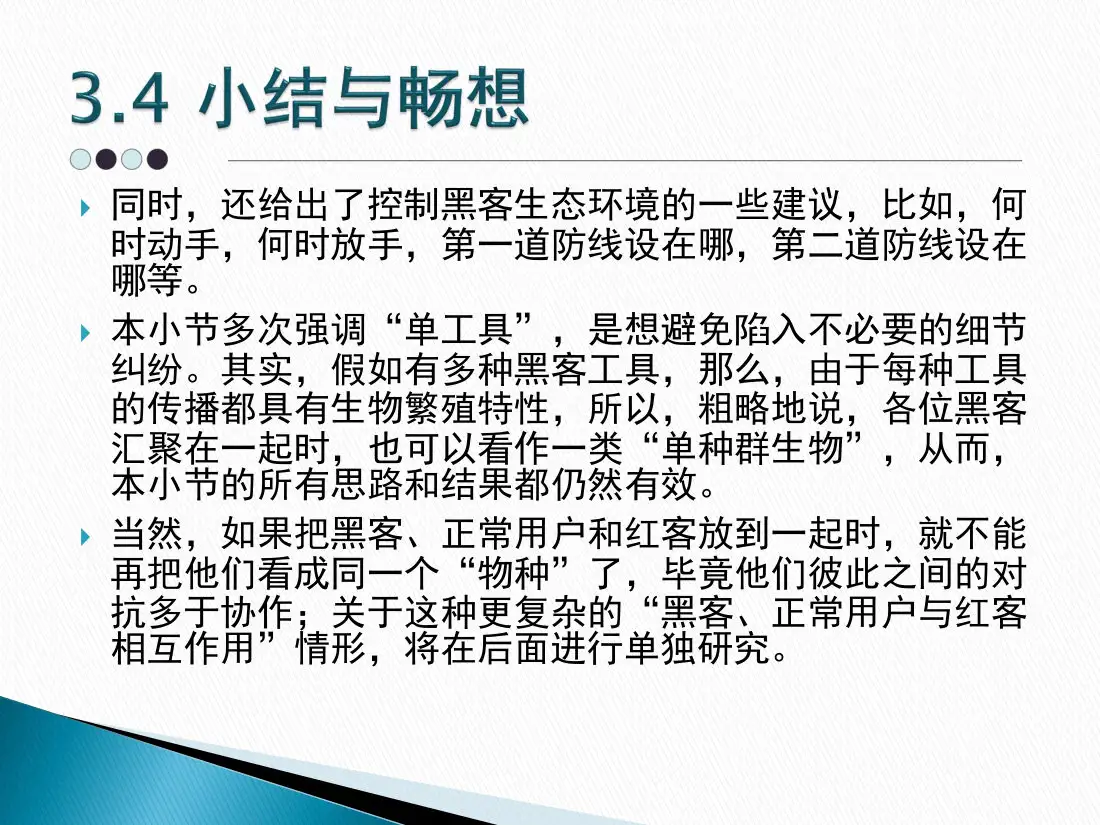 3.4 小结与畅想
同时，还给出了控制黑客生态环境的一些建议，比如，何
时动手，何时放手，第一道防线设在哪，第二道防线设在
哪等。
本小节多次强调“单工具”，是想避免陷入不必要的细节
纠纷。其实，假如有多种黑客工具，那么，由于每种工具
的传播都具有生物繁殖特性，所以，粗略地说，各位黑客
汇聚在一起时，也可以看作一类“单种群生物”，从而，
本小节的所有思路和结果都仍然有效。
当然，如果把黑客、正常用户和红客放到一起时，就不能
再把他们看成同一个“物种”了，毕竟他们彼此之间的对
抗多于协作；关于这种更复杂的“黑客、正常用户与红客
相互作用”情形，将在后面进行单独研究。